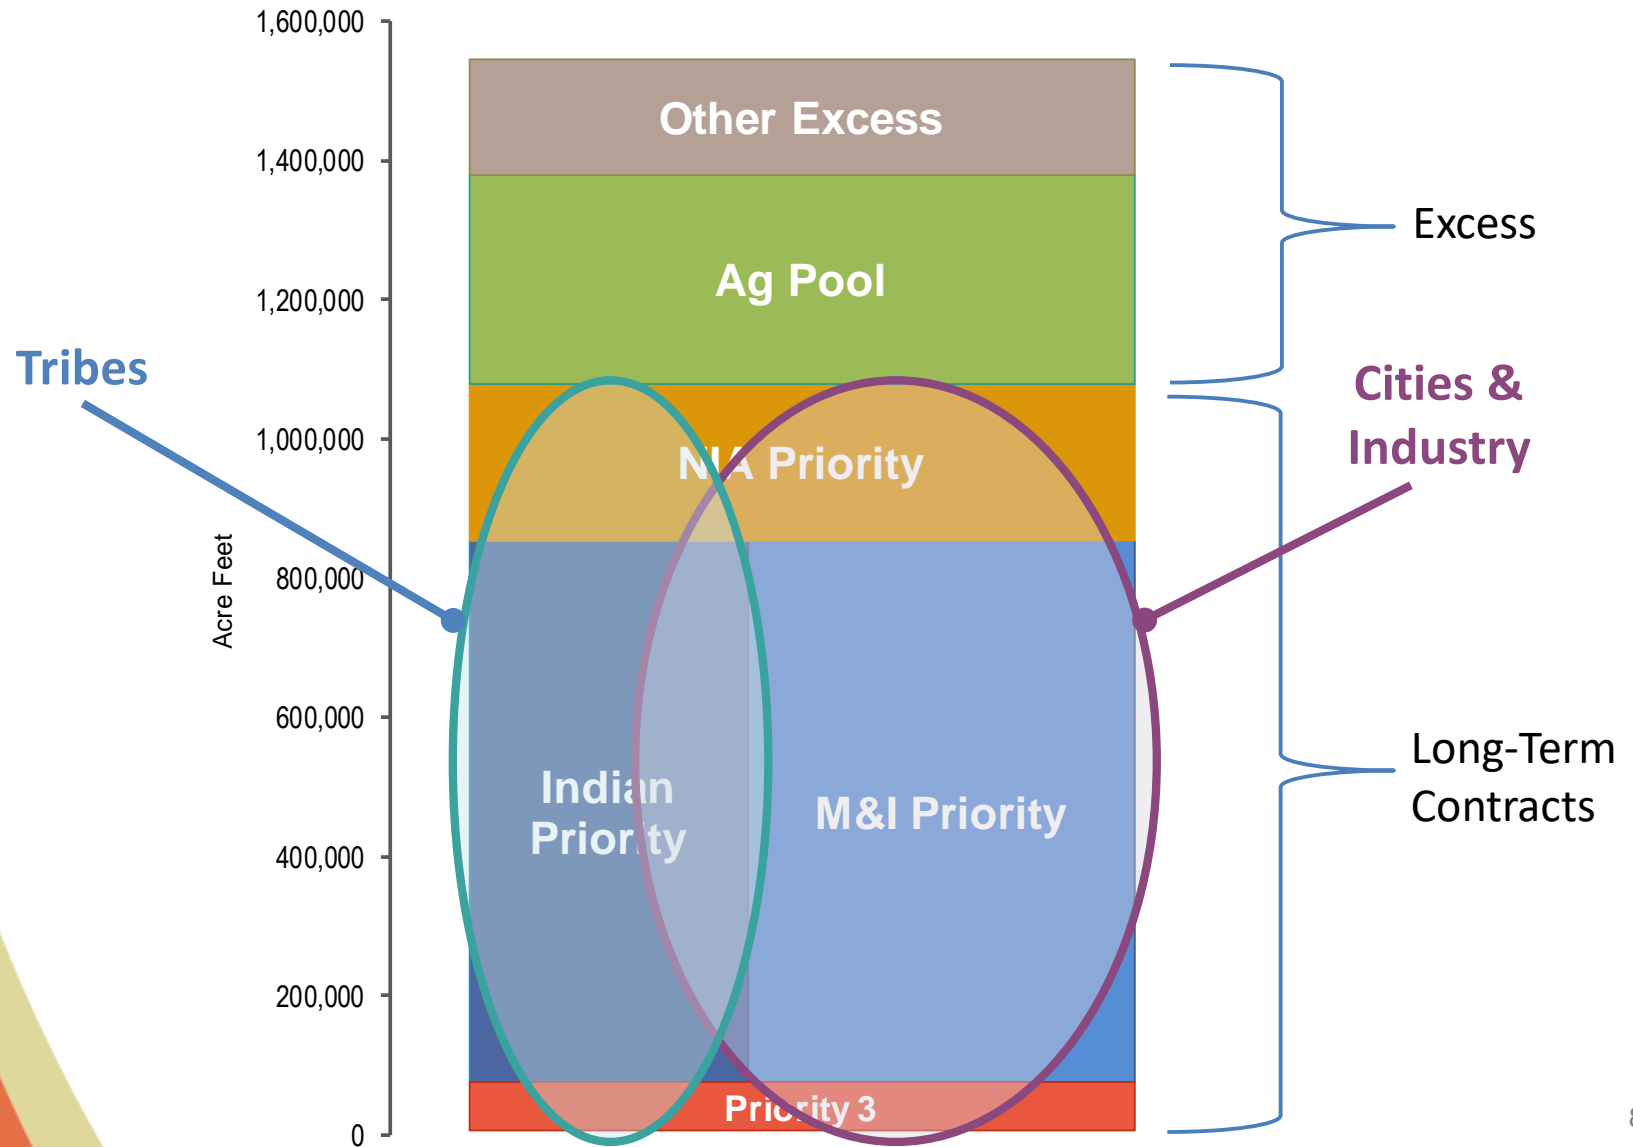 1,600,000
1,400,000
1,200,000
1,000,000
800,000
600,000
400,000
200,000
0
Acre Feet
Other Excess
Ag Pool
NIA Priority
Indian
Priority
M&I Priority
Priority 3
Tribes
Cities &
Industry
Excess
Long-Term
Contracts